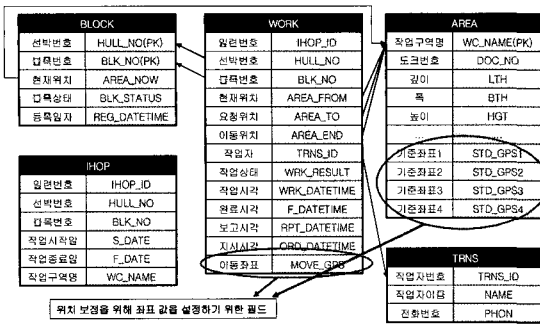 BLOCK
선박번호 HULL_NO(PK)
블록번호 BLK_NO(PK)
현재위치 AREA_NOW
블록상태 BLK_STATUS
등록일자 REG_DATETIME
IHOP
일련번호 IHOP_ID
선박번호 HULL_NO
블록번호 BLK_NO
작업시작일 S_DATE
작업종료일 F_DATE
작업구역명 WC_NAME
WORK
일련번호 IHOP_ID
선박번호 HULL_NO
블록번호 BLK_NO
현재위치 AREA_FROM
요청위치 AREA_TO
이동위치 AREA_END
작업자 TRNS_ID
작업상태 WRK_RESULT
작업시각 WRK_DATETIME
완료시각 F_DATETIME
보고시각 RPT_DATETIME
지시시각 ORD_DATETIME
이동좌표 MOVE_GPS
AREA
작업구역명 WC_NAME(PK)
도크번호 DOC_NO
길이 LTH
폭 BTH
높이 HGT
기준좌표1 STD_GPS1
기준좌표2 STD_GPS2
기준좌표3 STD_GPS3
기준좌표4 STD_GPS4
TRNS
작업자번호 TRNS_ID
작업자이름 NAME
전화번호 PHON
위치 보정을 위해 좌표 값을 설정하기 위한 필드